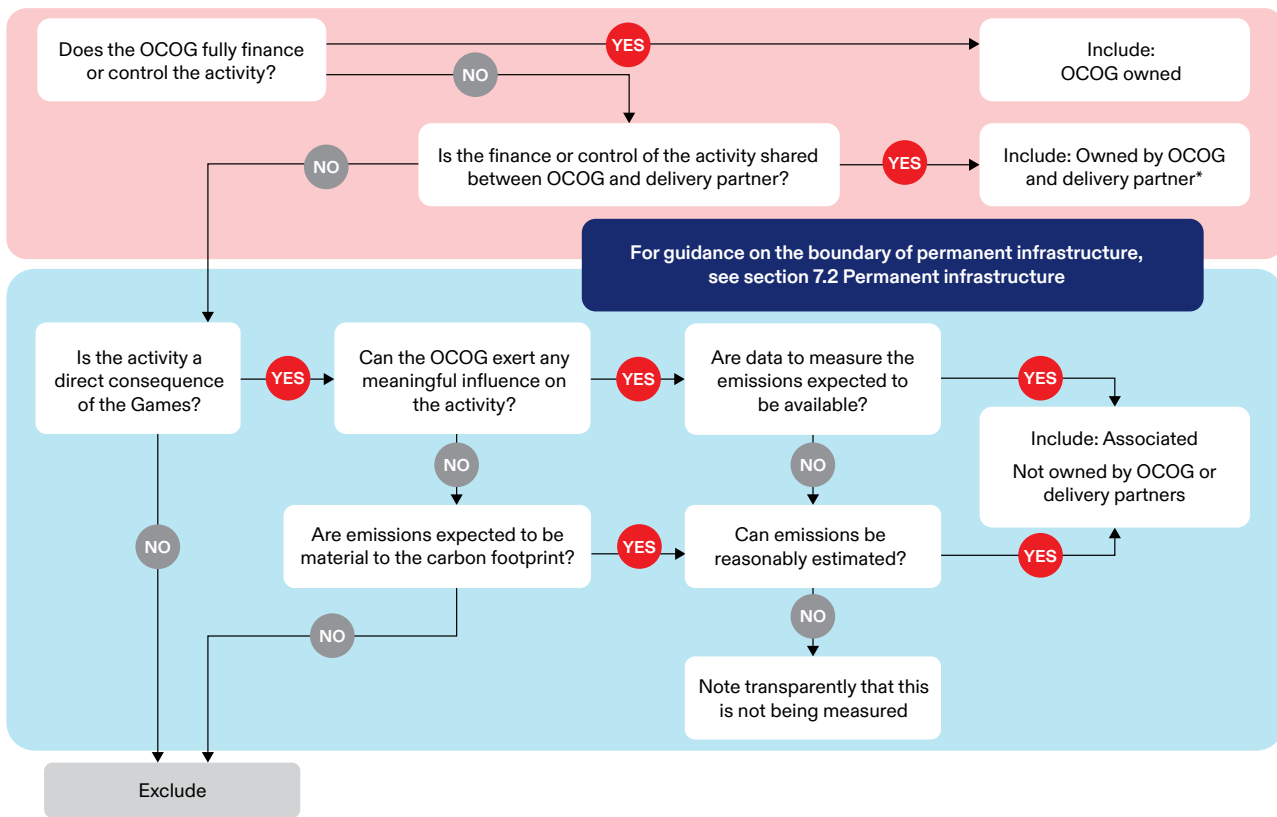 Does the OCOG fully finance
or control the activity?
YES
Include:
OCOG owned
NO
Is the finance or control of the activity shared
between OCOG and delivery partner?
NO
YES
Include: Owned by OCOG
and delivery partner*
For guidance on the boundary of permanent infrastructure,
see section 7.2 Permanent infrastructure
Is the activity a
direct consequence
of the Games?
YES
Can the OCOG exert any
meaningful influence on
the activity?
YES
Are data to measure the
emissions expected to
be available?
YES
Include: Associated
Not owned by OCOG or
delivery partners
NO
NO
NO
Are emissions expected to be
material to the carbon footprint?
YES
Can emissions be
reasonably estimated?
YES
NO
NO
Note transparently that this
is not being measured
Exclude